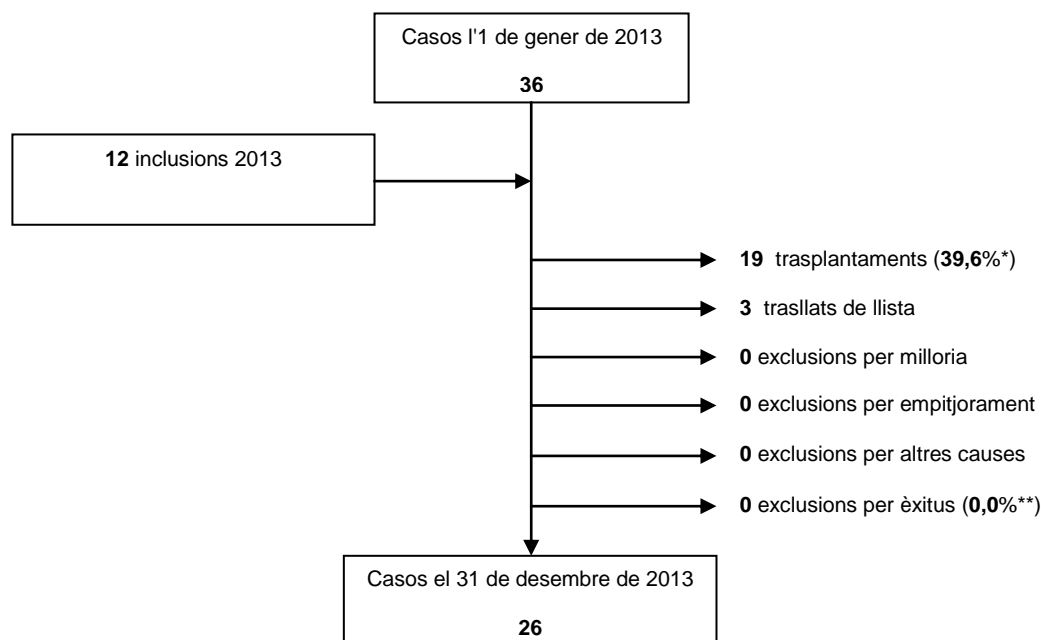 Casos l'1 de gener de 2013
36
12 inclusions 2013
19 trasplantaments (39,6%*)
3 trasllats de llista
0 exclusions per milloria
0 exclusions per empitjorament
0 exclusions per altres causes
0 exclusions per èxitus (0,0%**)
Casos el 31 de desembre de 2013
26